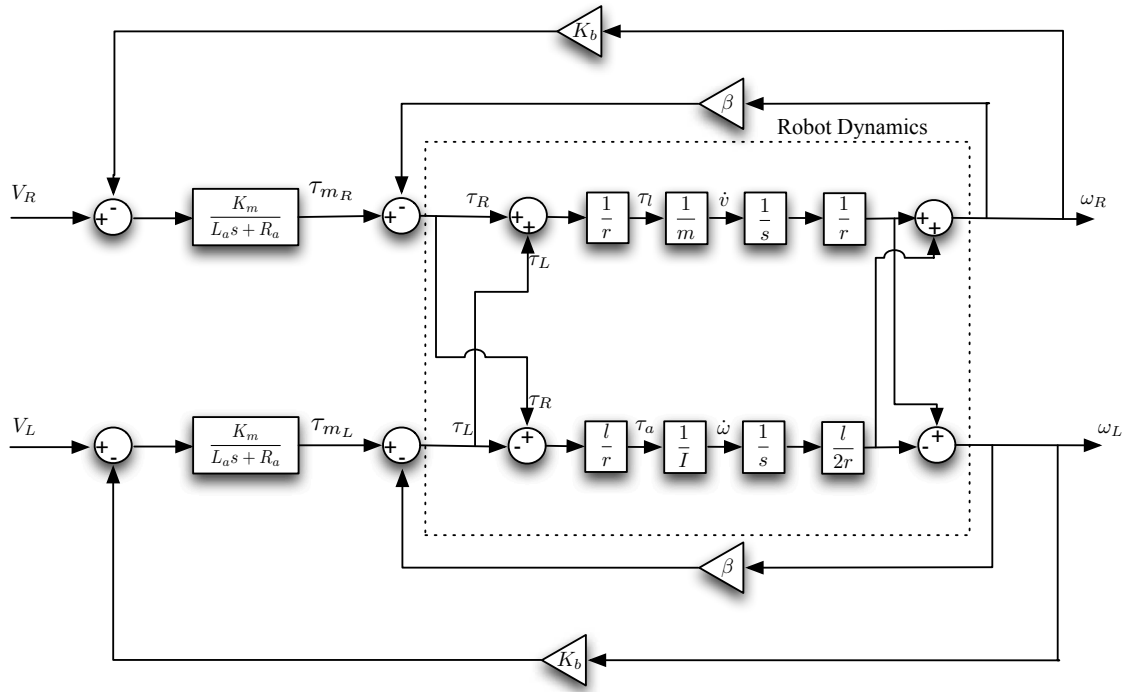 K_b
β
Robot Dynamics
V_R
+ -
K_m / (L_a s + R_a)
τ_{m_R}
+ -
τ_R
+ +
τ_L
1/r
τ_l
1/m
v̇
1/s
1/r
+ +
ω_R
τ_R
V_L
+ -
K_m / (L_a s + R_a)
τ_{m_L}
+ -
τ_L
- +
l/r
τ_a
1/I
ω̇
1/s
l/2r
- +
ω_L
β
K_b